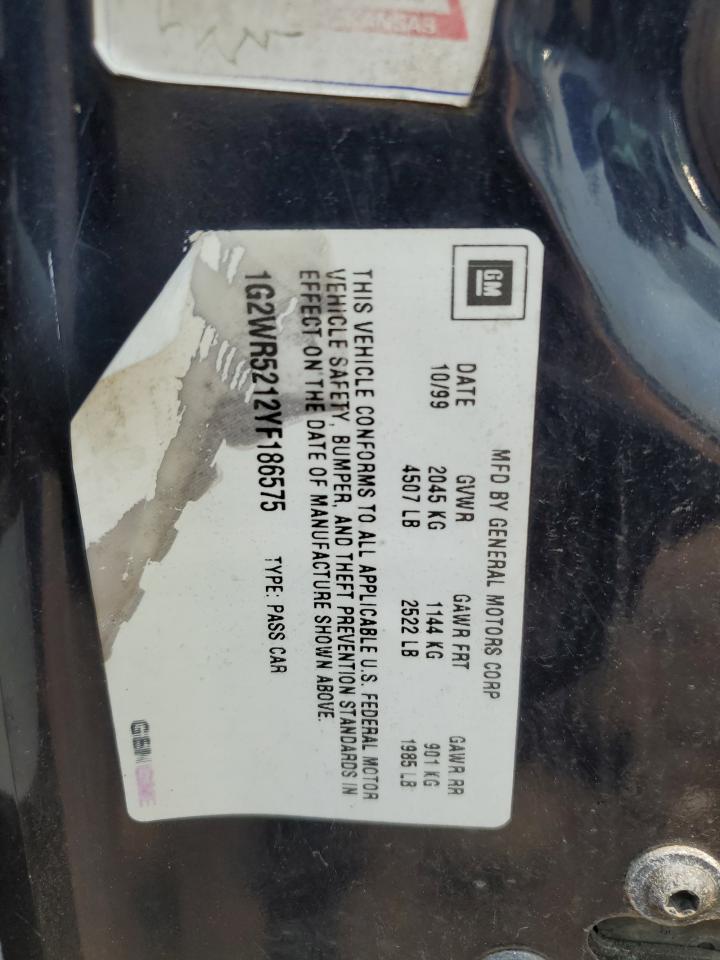 KANSAS
GM
MFD BY GENERAL MOTORS CORP
DATE GVWR GAWR FRT GAWR RR
10/99 2045 KG 1144 KG 901 KG
4507 LB 2522 LB 1985 LB
THIS VEHICLE CONFORMS TO ALL APPLICABLE U.S. FEDERAL MOTOR
VEHICLE SAFETY, BUMPER, AND THEFT PREVENTION STANDARDS IN
EFFECT ON THE DATE OF MANUFACTURE SHOWN ABOVE.
1G2WR5212YF186575 TYPE: PASS CAR